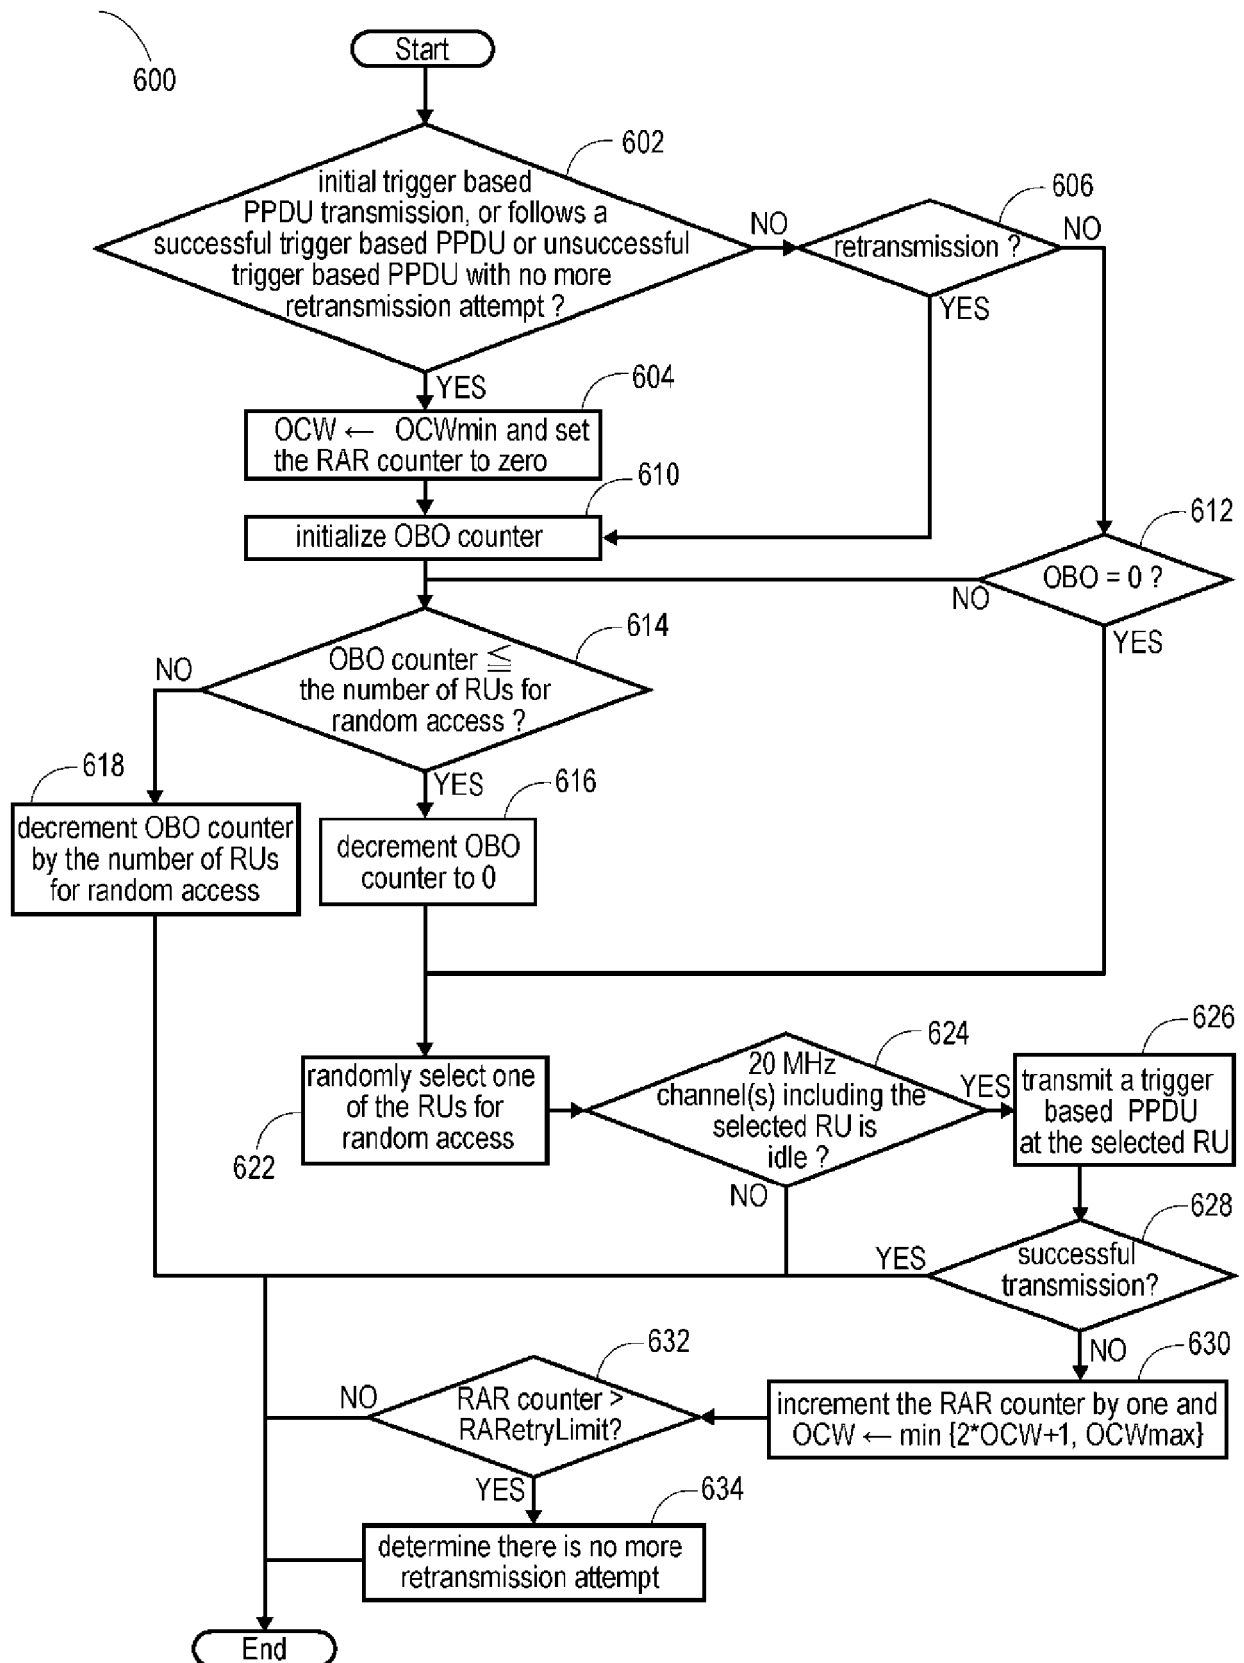 600
Start
602
initial trigger based
PPDU transmission, or follows a
successful trigger based PPDU or unsuccessful
trigger based PPDU with no more
retransmission attempt ?
NO
606
retransmission ?
NO
YES
YES
604
OCW ← OCWmin and set
the RAR counter to zero
610
initialize OBO counter
612
OBO = 0 ?
NO
YES
614
OBO counter ≦
the number of RUs for
random access ?
NO
YES
618
decrement OBO counter
by the number of RUs
for random access
616
decrement OBO
counter to 0
622
randomly select one
of the RUs for
random access
624
20 MHz
channel(s) including the
selected RU is
idle ?
YES
NO
626
transmit a trigger
based PPDU
at the selected RU
628
successful
transmission?
YES
NO
630
increment the RAR counter by one and
OCW ← min {2*OCW+1, OCWmax}
632
RAR counter >
RARetryLimit?
NO
YES
634
determine there is no more
retransmission attempt
End